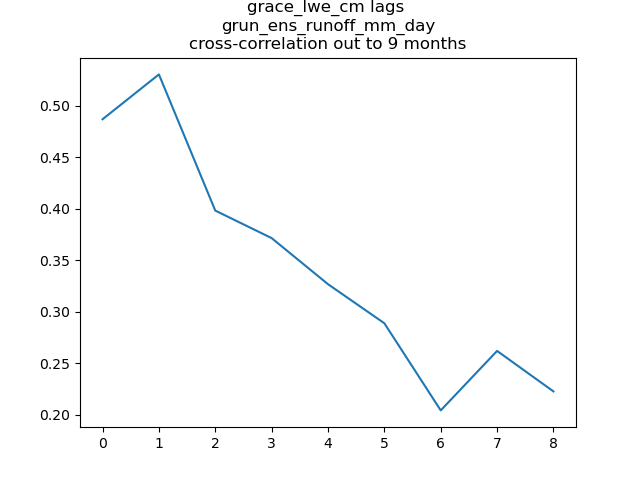 grace_lwe_cm lags
grun_ens_runoff_mm_day
cross-correlation out to 9 months
0.50
0.45
0.40
0.35
0.30
0.25
0.20
0 1 2 3 4 5 6 7 8